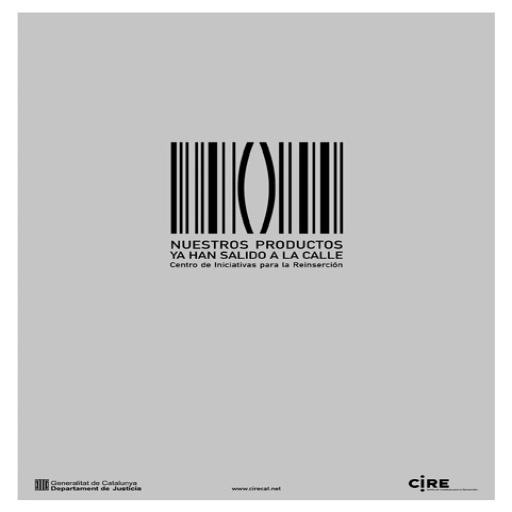 NUESTROS PRODUCTOS
YA HAN SALIDO A LA CALLE
Centro de Iniciativas para la Reinserción
Generalitat de Catalunya
Departament de Justícia
www.cirecat.net
CiRE